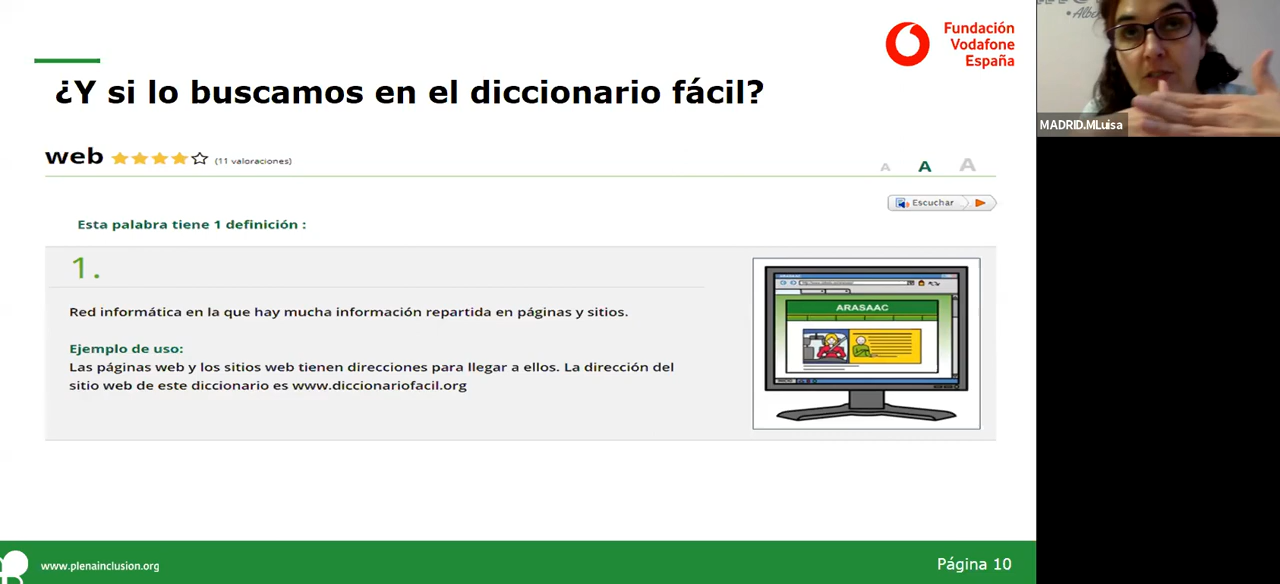 Fundación
Vodafone
España
¿Y si lo buscamos en el diccionario fácil?
web (11 valoraciones)
A A A
Escuchar
Esta palabra tiene 1 definición :
1.
Red informática en la que hay mucha información repartida en páginas y sitios.
Ejemplo de uso:
Las páginas web y los sitios web tienen direcciones para llegar a ellos. La dirección del
sitio web de este diccionario es www.diccionariofacil.org
ARASAAC
www.plenainclusion.org
Página 10
MADRID.MLuisa